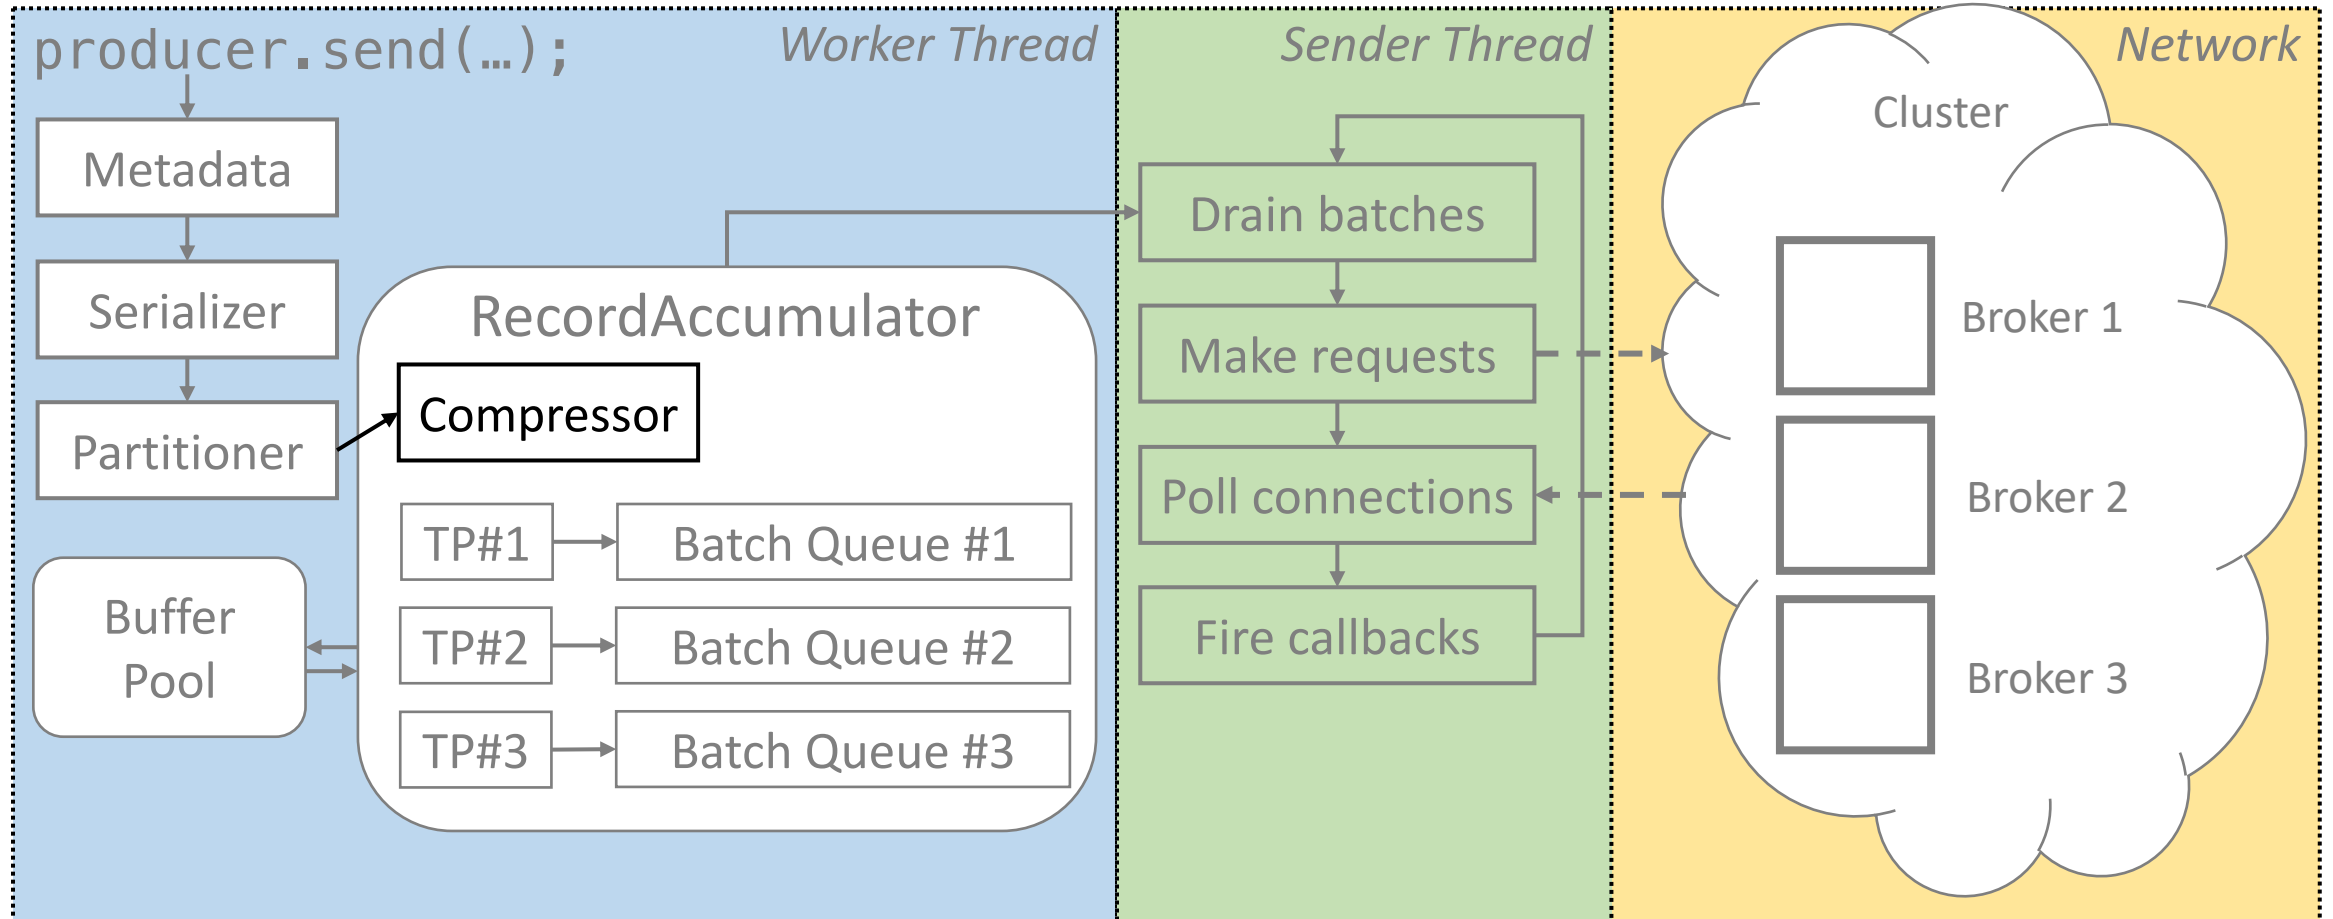 producer.send(…);
Worker Thread
Metadata
Serializer
Partitioner
Buffer
Pool
RecordAccumulator
Compressor
TP#1
Batch Queue #1
TP#2
Batch Queue #2
TP#3
Batch Queue #3
Sender Thread
Drain batches
Make requests
Poll connections
Fire callbacks
Network
Cluster
Broker 1
Broker 2
Broker 3